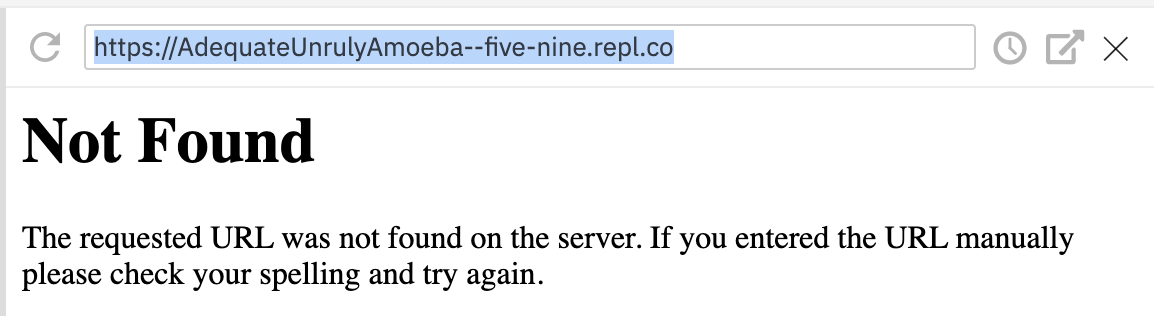 https://AdequateUnrulyAmoeba--five-nine.repl.co
Not Found
The requested URL was not found on the server. If you entered the URL manually
please check your spelling and try again.